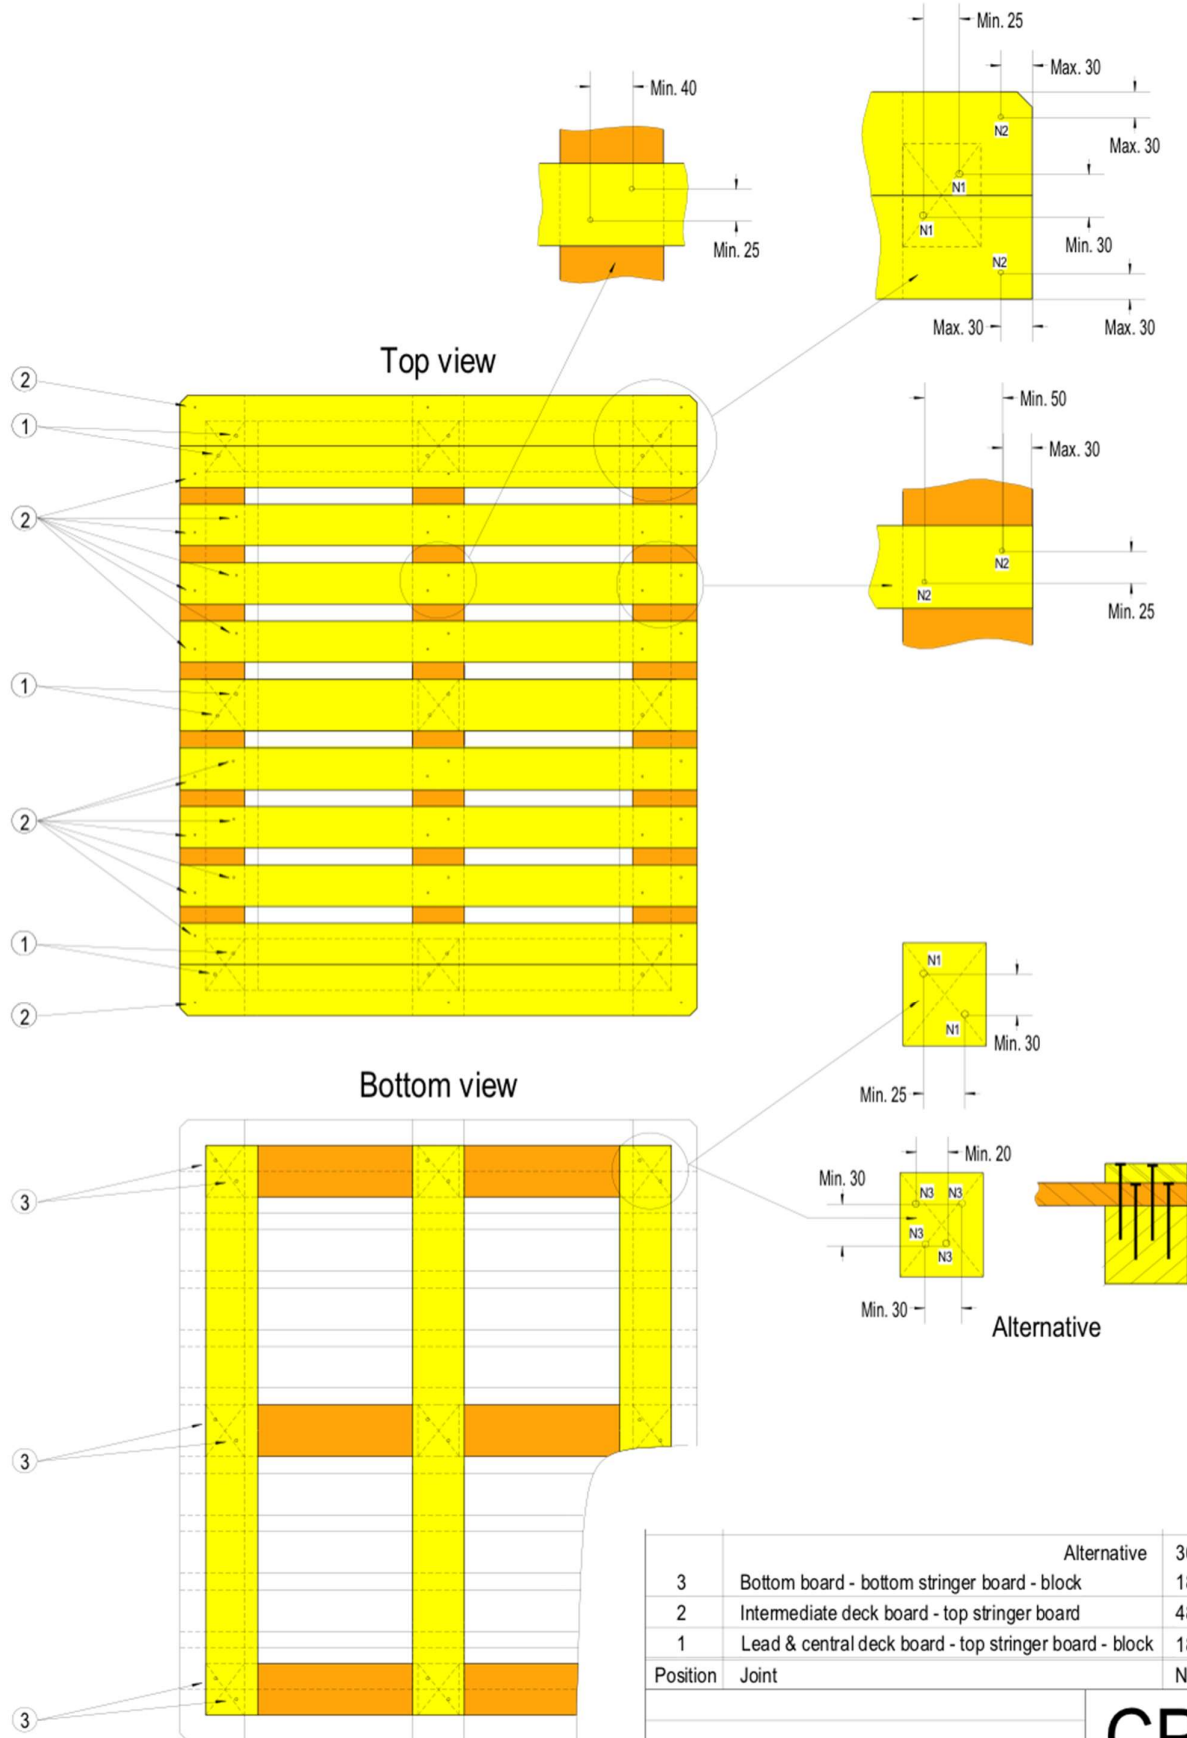 Min. 25
Max. 30
Min. 40
N2
Max. 30
N1
N1
Min. 30
Min. 25
N2
Max. 30
Max. 30
Top view
2
1
Min. 50
Max. 30
2
N2
N2
Min. 25
1
2
1
N1
2
N1
Min. 30
Bottom view
Min. 25
Min. 20
Min. 30
3
N3
N3
N3
N3
Min. 30
Alternative
3
Alternative
3 Bottom board - bottom stringer board - block
2 Intermediate deck board - top stringer board
1 Lead & central deck board - top stringer board - block
Position Joint
3